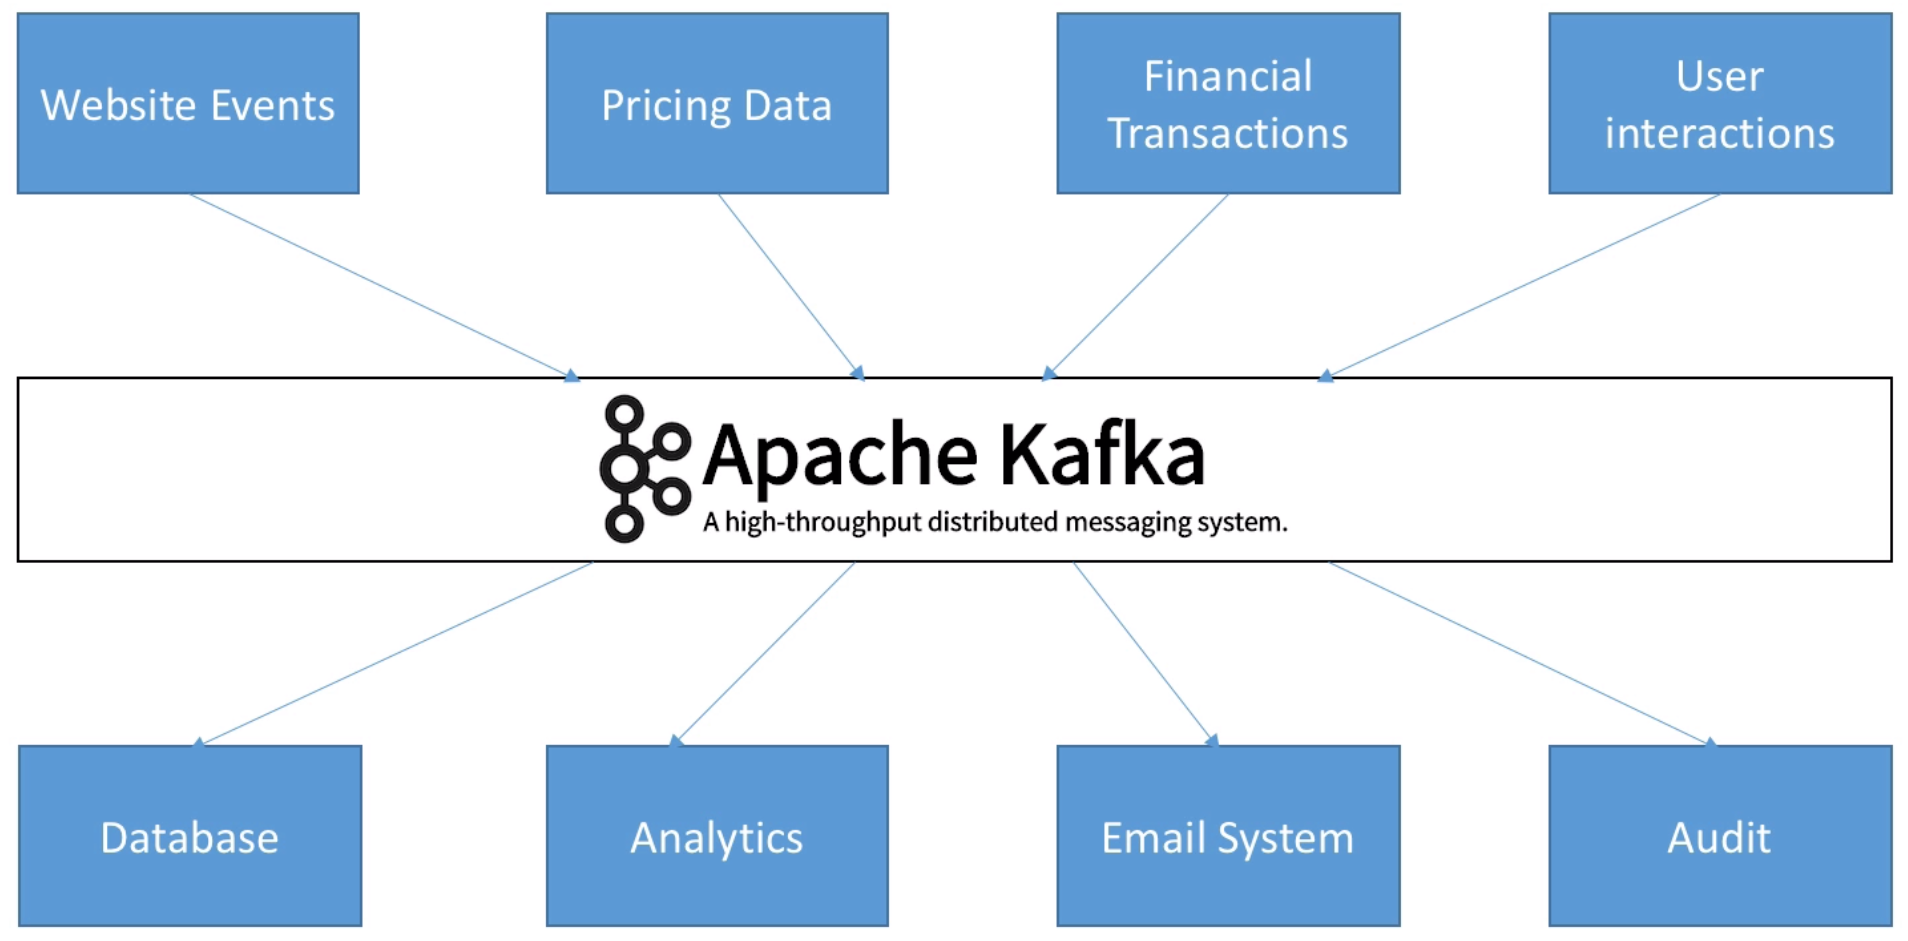 Website Events
Pricing Data
Financial
Transactions
User
interactions
Apache Kafka
A high-throughput distributed messaging system.
Database
Analytics
Email System
Audit